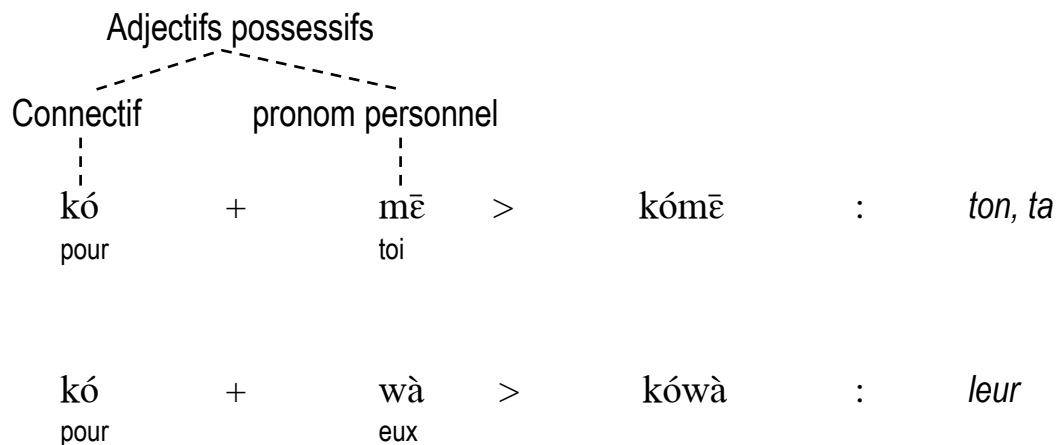 Adjectifs possessifs
Connectif pronom personnel
kó + mɛ̄ > kómɛ̄ : ton, ta
pour toi
kó + wà > kówà : leur
pour eux